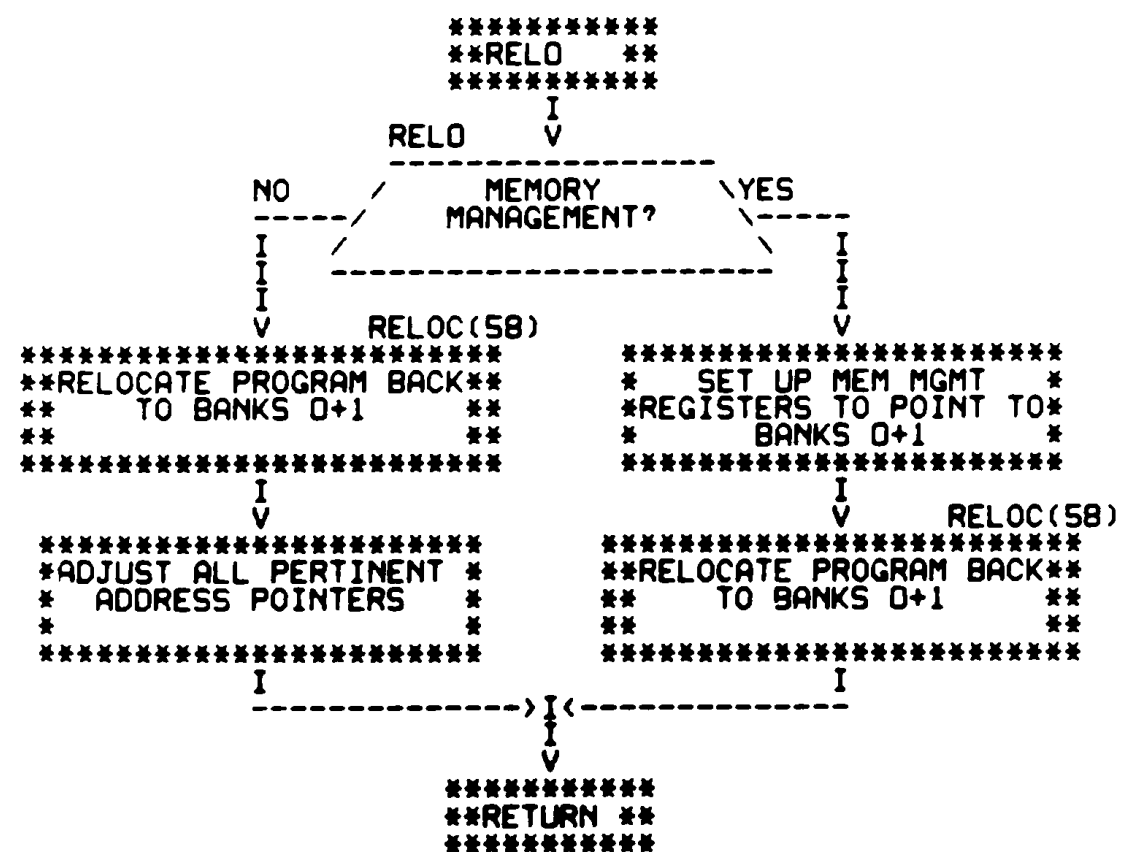 ***********
**RELO   **
***********
I
RELO     V
-----------------
NO     /     MEMORY     \YES
-----/     MANAGEMENT?     \-----
I   /     \   I
I   -----------------------   I
I     I
V     RELOC(58)     V
*************************     ***********************
**RELOCATE PROGRAM BACK**     *   SET UP MEM MGMT   *
**    TO BANKS 0+1     **     *REGISTERS TO POINT TO*
**                     **     *      BANKS 0+1      *
*************************     ***********************
I     I
V     V     RELOC(58)
***********************     *************************
*ADJUST ALL PERTINENT *     **RELOCATE PROGRAM BACK**
*  ADDRESS POINTERS   *     **    TO BANKS 0+1     **
*                     *     **                     **
***********************     *************************
I     I
-------------->I<--------------
I
V
***********
**RETURN **
***********